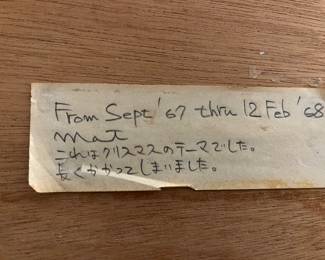 From Sept '67 thru 12 Feb '68
Mat
これはクリスマスのテーマでした。
長くかかってしまいました。